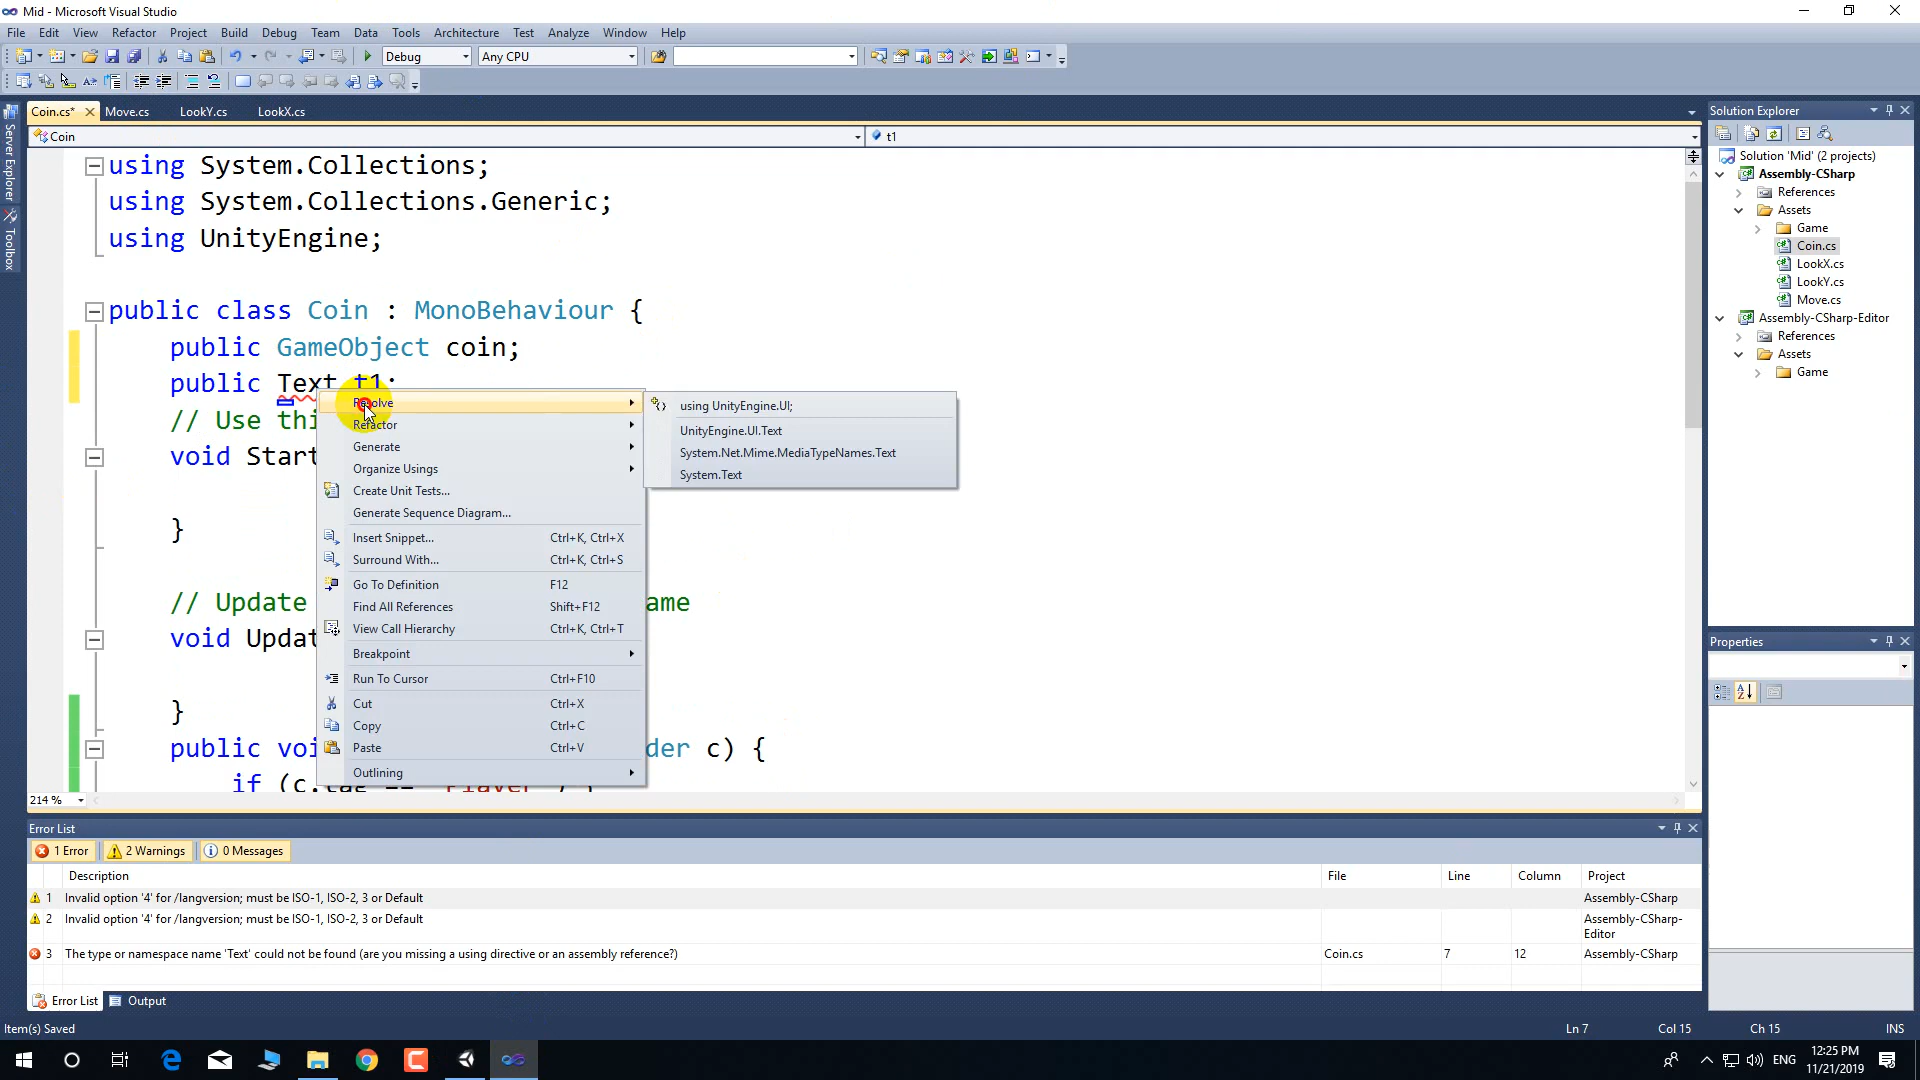 Mid - Microsoft Visual Studio
File Edit View Refactor Project Build Debug Team Data Tools Architecture Test Analyze Window Help
Debug Any CPU
Coin.cs* Move.cs LookY.cs LookX.cs
Coin t1
Server Explorer
Toolbox
using System.Collections;
using System.Collections.Generic;
using UnityEngine;
public class Coin : MonoBehaviour {
public GameObject coin;
public Text t1;
// Use thi
void Start
}
// Update ame
void Updat
}
public voi der c) {
if (c.tag == "Player") {
Resolve
Refactor
Generate
Organize Usings
Create Unit Tests...
Generate Sequence Diagram...
Insert Snippet... Ctrl+K, Ctrl+X
Surround With... Ctrl+K, Ctrl+S
Go To Definition F12
Find All References Shift+F12
View Call Hierarchy Ctrl+K, Ctrl+T
Breakpoint
Run To Cursor Ctrl+F10
Cut Ctrl+X
Copy Ctrl+C
Paste Ctrl+V
Outlining
using UnityEngine.UI;
UnityEngine.UI.Text
System.Net.Mime.MediaTypeNames.Text
System.Text
214 %
Solution Explorer
Solution 'Mid' (2 projects)
Assembly-CSharp
References
Assets
Game
Coin.cs
LookX.cs
LookY.cs
Move.cs
Assembly-CSharp-Editor
References
Assets
Game
Properties
Error List
1 Error 2 Warnings 0 Messages
Description File Line Column Project
1 Invalid option '4' for /langversion; must be ISO-1, ISO-2, 3 or Default Assembly-CSharp
2 Invalid option '4' for /langversion; must be ISO-1, ISO-2, 3 or Default Assembly-CSharp-
Editor
3 The type or namespace name 'Text' could not be found (are you missing a using directive or an assembly reference?) Coin.cs 7 12 Assembly-CSharp
Error List Output
Item(s) Saved Ln 7 Col 15 Ch 15 INS
ENG 12:25 PM
11/21/2019